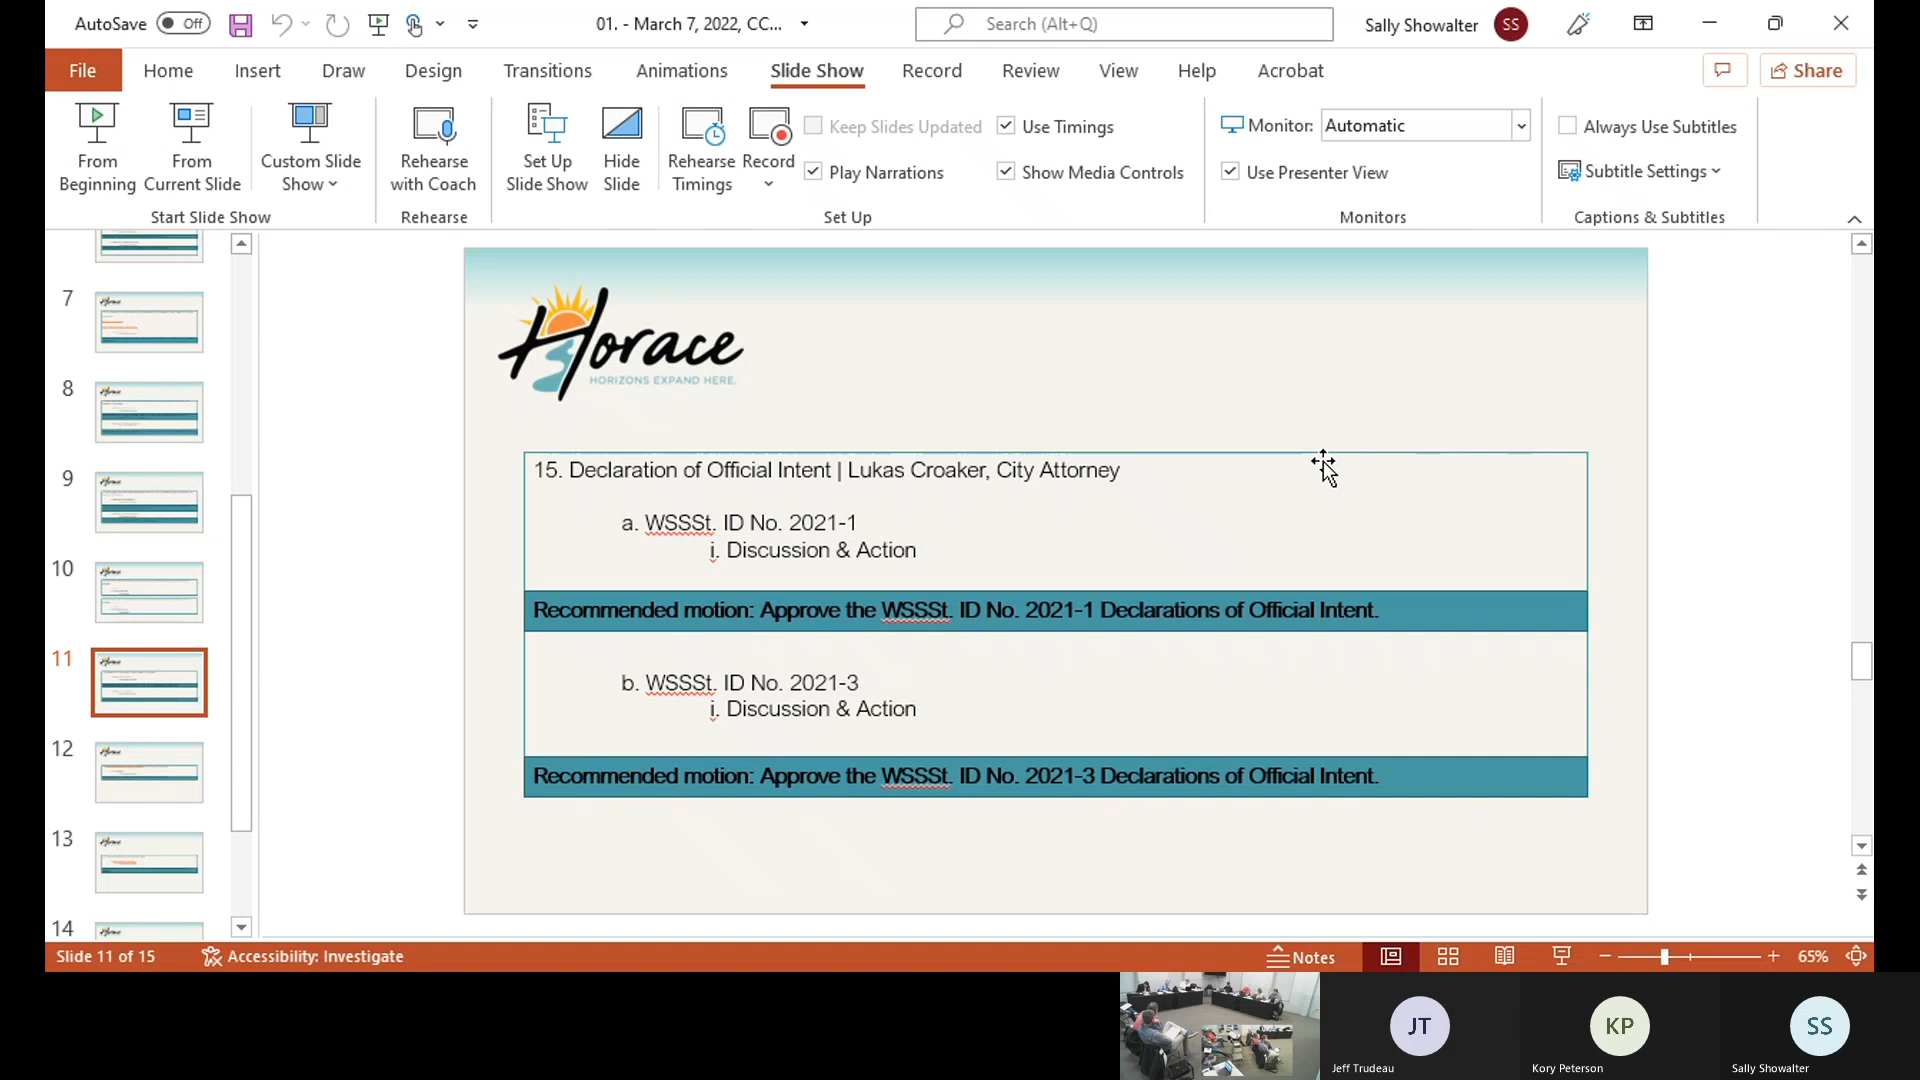 AutoSave Off 01. - March 7, 2022, CC... Search (Alt+Q) Sally Showalter SS
File Home Insert Draw Design Transitions Animations Slide Show Record Review View Help Acrobat Share
From Beginning
From Current Slide
Custom Slide Show
Rehearse with Coach
Set Up Slide Show
Hide Slide
Rehearse Timings
Record
Keep Slides Updated
Use Timings
Play Narrations
Show Media Controls
Monitor: Automatic
Use Presenter View
Always Use Subtitles
Subtitle Settings
Start Slide Show Rehearse Set Up Monitors Captions & Subtitles
7
8
9
10
11
12
13
14
Horace
HORIZONS EXPAND HERE.
15. Declaration of Official Intent | Lukas Croaker, City Attorney
a. WSSSt. ID No. 2021-1
i. Discussion & Action
Recommended motion: Approve the WSSSt. ID No. 2021-1 Declarations of Official Intent.
b. WSSSt. ID No. 2021-3
i. Discussion & Action
Recommended motion: Approve the WSSSt. ID No. 2021-3 Declarations of Official Intent.
Slide 11 of 15 Accessibility: Investigate Notes 65%
JT KP SS
Jeff Trudeau Kory Peterson Sally Showalter